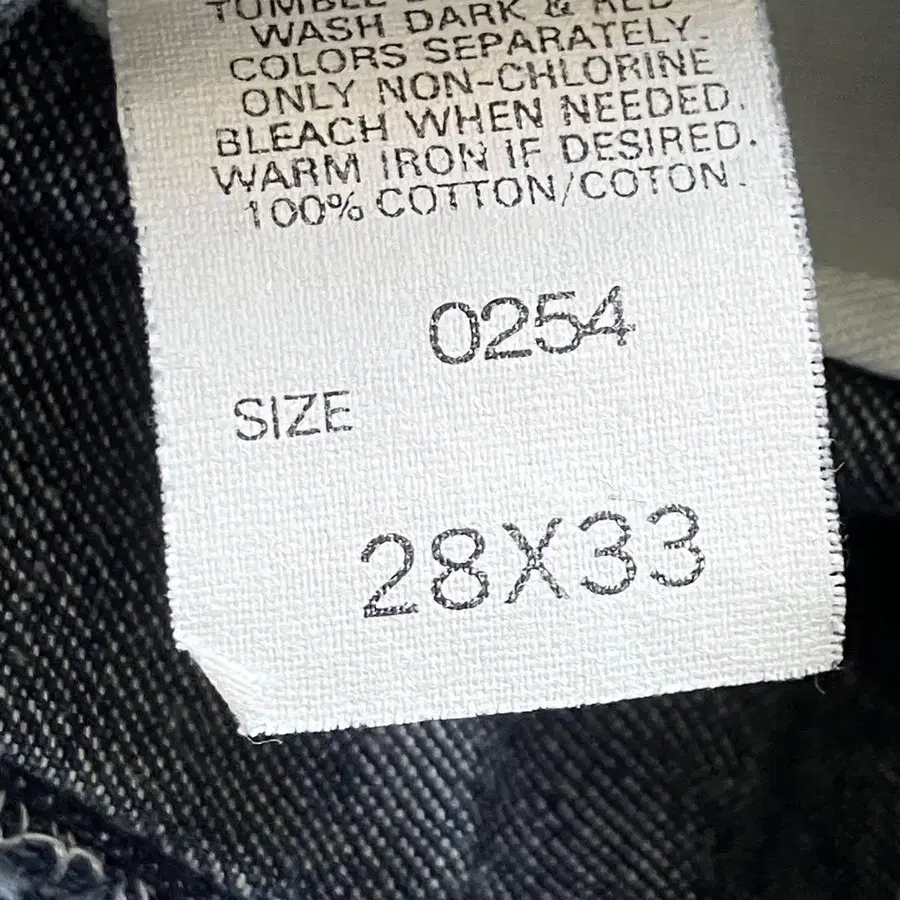 TUMBLE
WASH DARK & RED
COLORS SEPARATELY.
ONLY NON-CHLORINE
BLEACH WHEN NEEDED.
WARM IRON IF DESIRED.
100% COTTON/COTON.
0254
SIZE
28X33